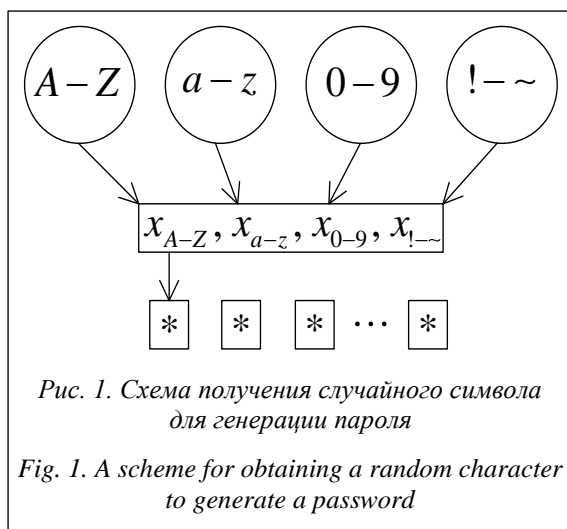 A–Z a–z 0–9 !–~
x_{A–Z}, x_{a–z}, x_{0–9}, x_{!–~}
* * * … *
Рис. 1. Схема получения случайного символа
для генерации пароля
Fig. 1. A scheme for obtaining a random character
to generate a password